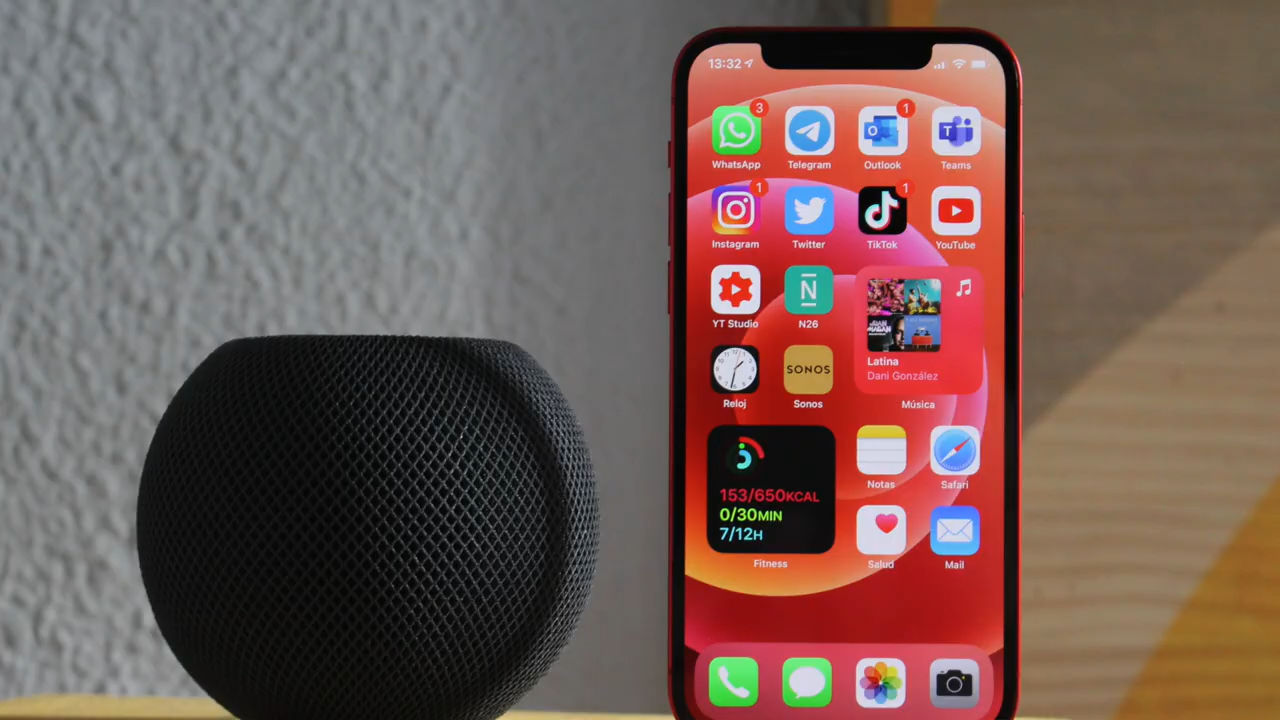 13:32
3
1
WhatsApp
Telegram
Outlook
Teams
1
1
Instagram
Twitter
TikTok
YouTube
YT Studio
N26
Latina
Dani González
Música
SONOS
Reloj
Sonos
153/650KCAL
0/30MIN
7/12H
Fitness
Notas
Safari
Salud
Mail